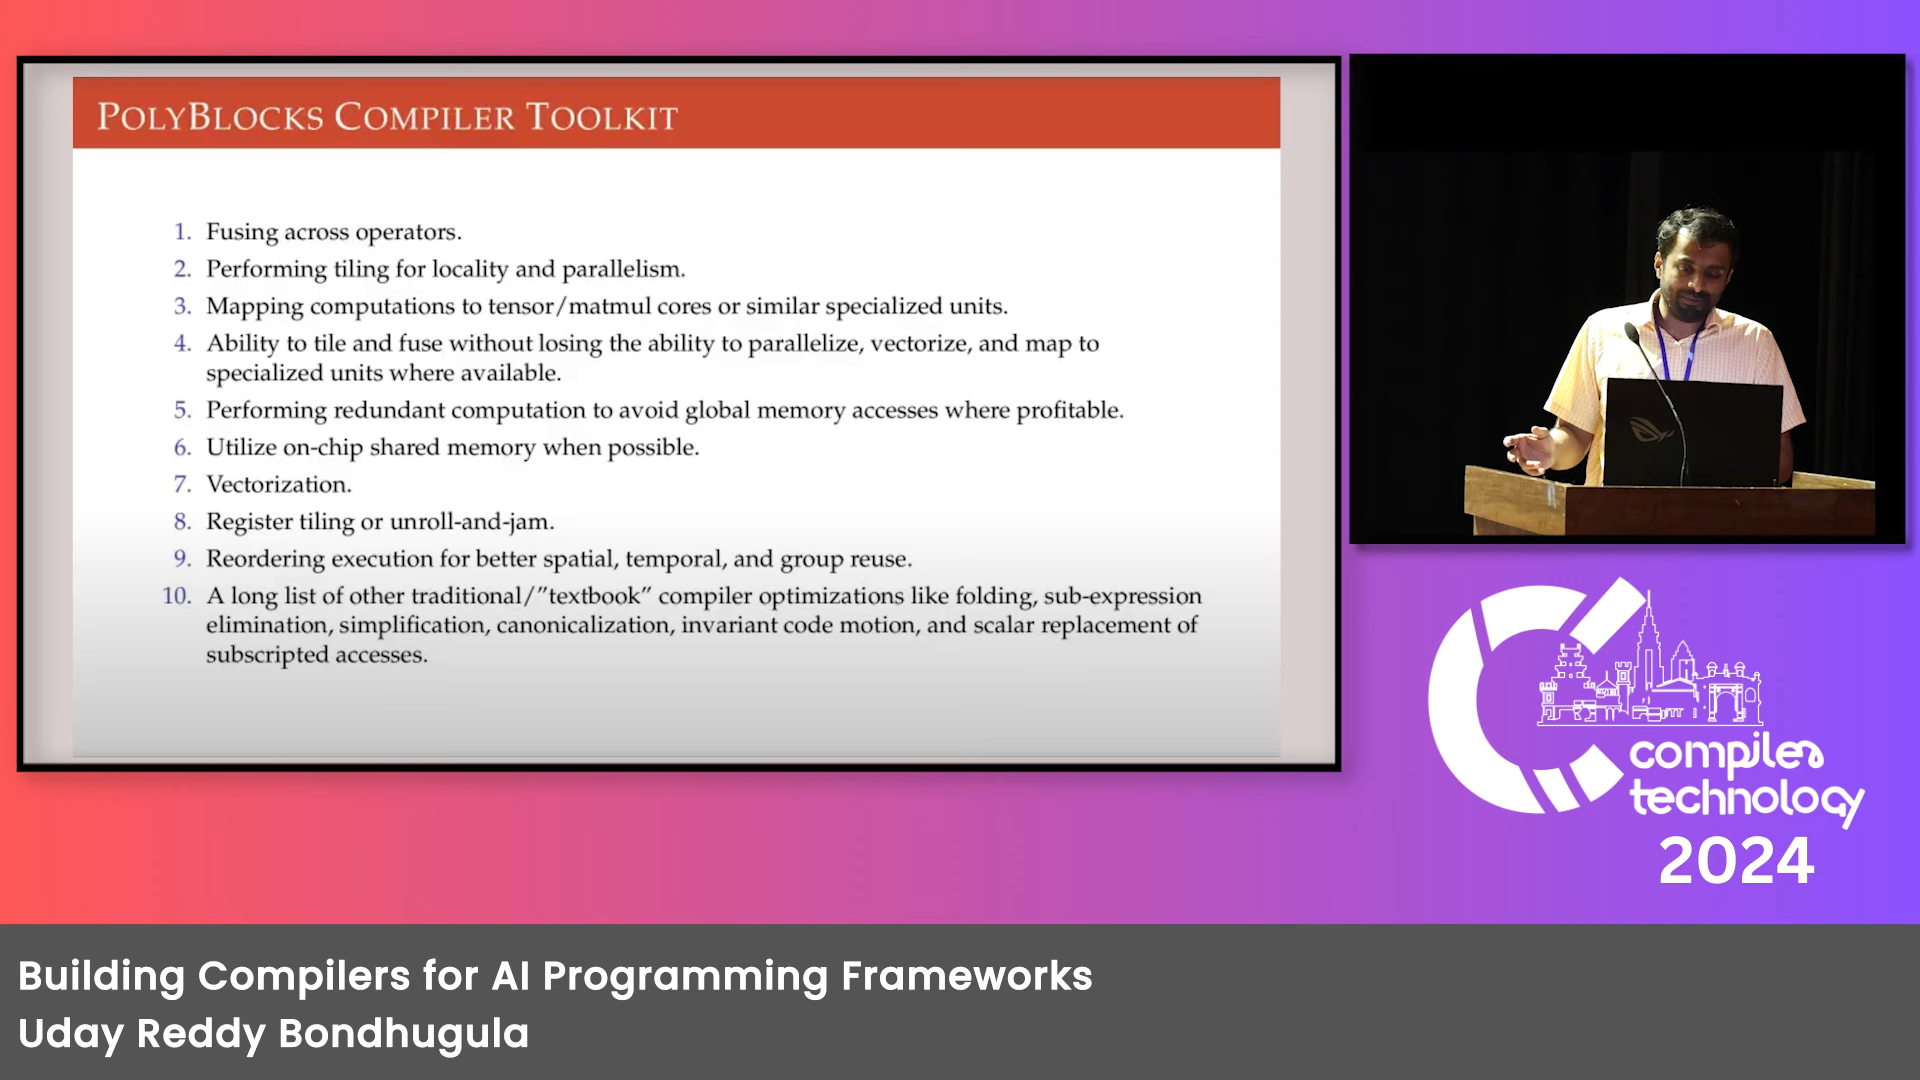 POLYBLOCKS COMPILER TOOLKIT
1. Fusing across operators.
2. Performing tiling for locality and parallelism.
3. Mapping computations to tensor/matmul cores or similar specialized units.
4. Ability to tile and fuse without losing the ability to parallelize, vectorize, and map to
specialized units where available.
5. Performing redundant computation to avoid global memory accesses where profitable.
6. Utilize on-chip shared memory when possible.
7. Vectorization.
8. Register tiling or unroll-and-jam.
9. Reordering execution for better spatial, temporal, and group reuse.
10. A long list of other traditional/"textbook" compiler optimizations like folding, sub-expression
elimination, simplification, canonicalization, invariant code motion, and scalar replacement of
subscripted accesses.
compiler
technology
2024
Building Compilers for AI Programming Frameworks
Uday Reddy Bondhugula